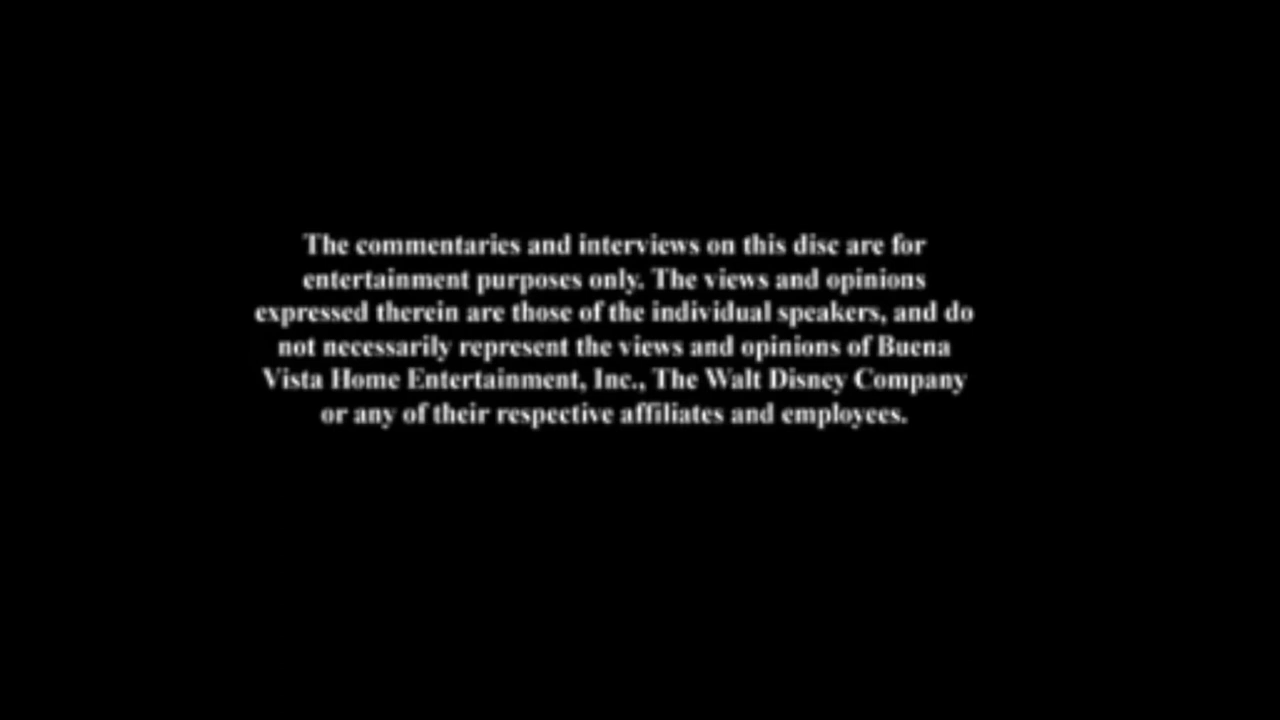 The commentaries and interviews on this disc are for
entertainment purposes only. The views and opinions
expressed therein are those of the individual speakers, and do
not necessarily represent the views and opinions of Buena
Vista Home Entertainment, Inc., The Walt Disney Company
or any of their respective affiliates and employees.